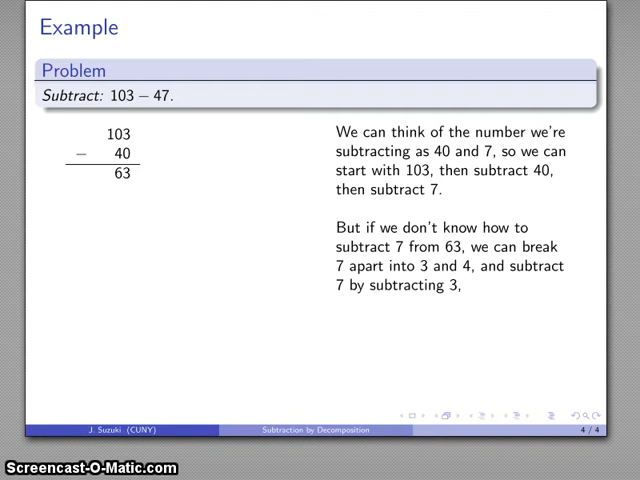 Example
Problem
Subtract: 103 − 47.
103
− 40
63
We can think of the number we're
subtracting as 40 and 7, so we can
start with 103, then subtract 40,
then subtract 7.
But if we don't know how to
subtract 7 from 63, we can break
7 apart into 3 and 4, and subtract
7 by subtracting 3,
J. Suzuki (CUNY)
Subtraction by Decomposition
4 / 4
Screencast-O-Matic.com